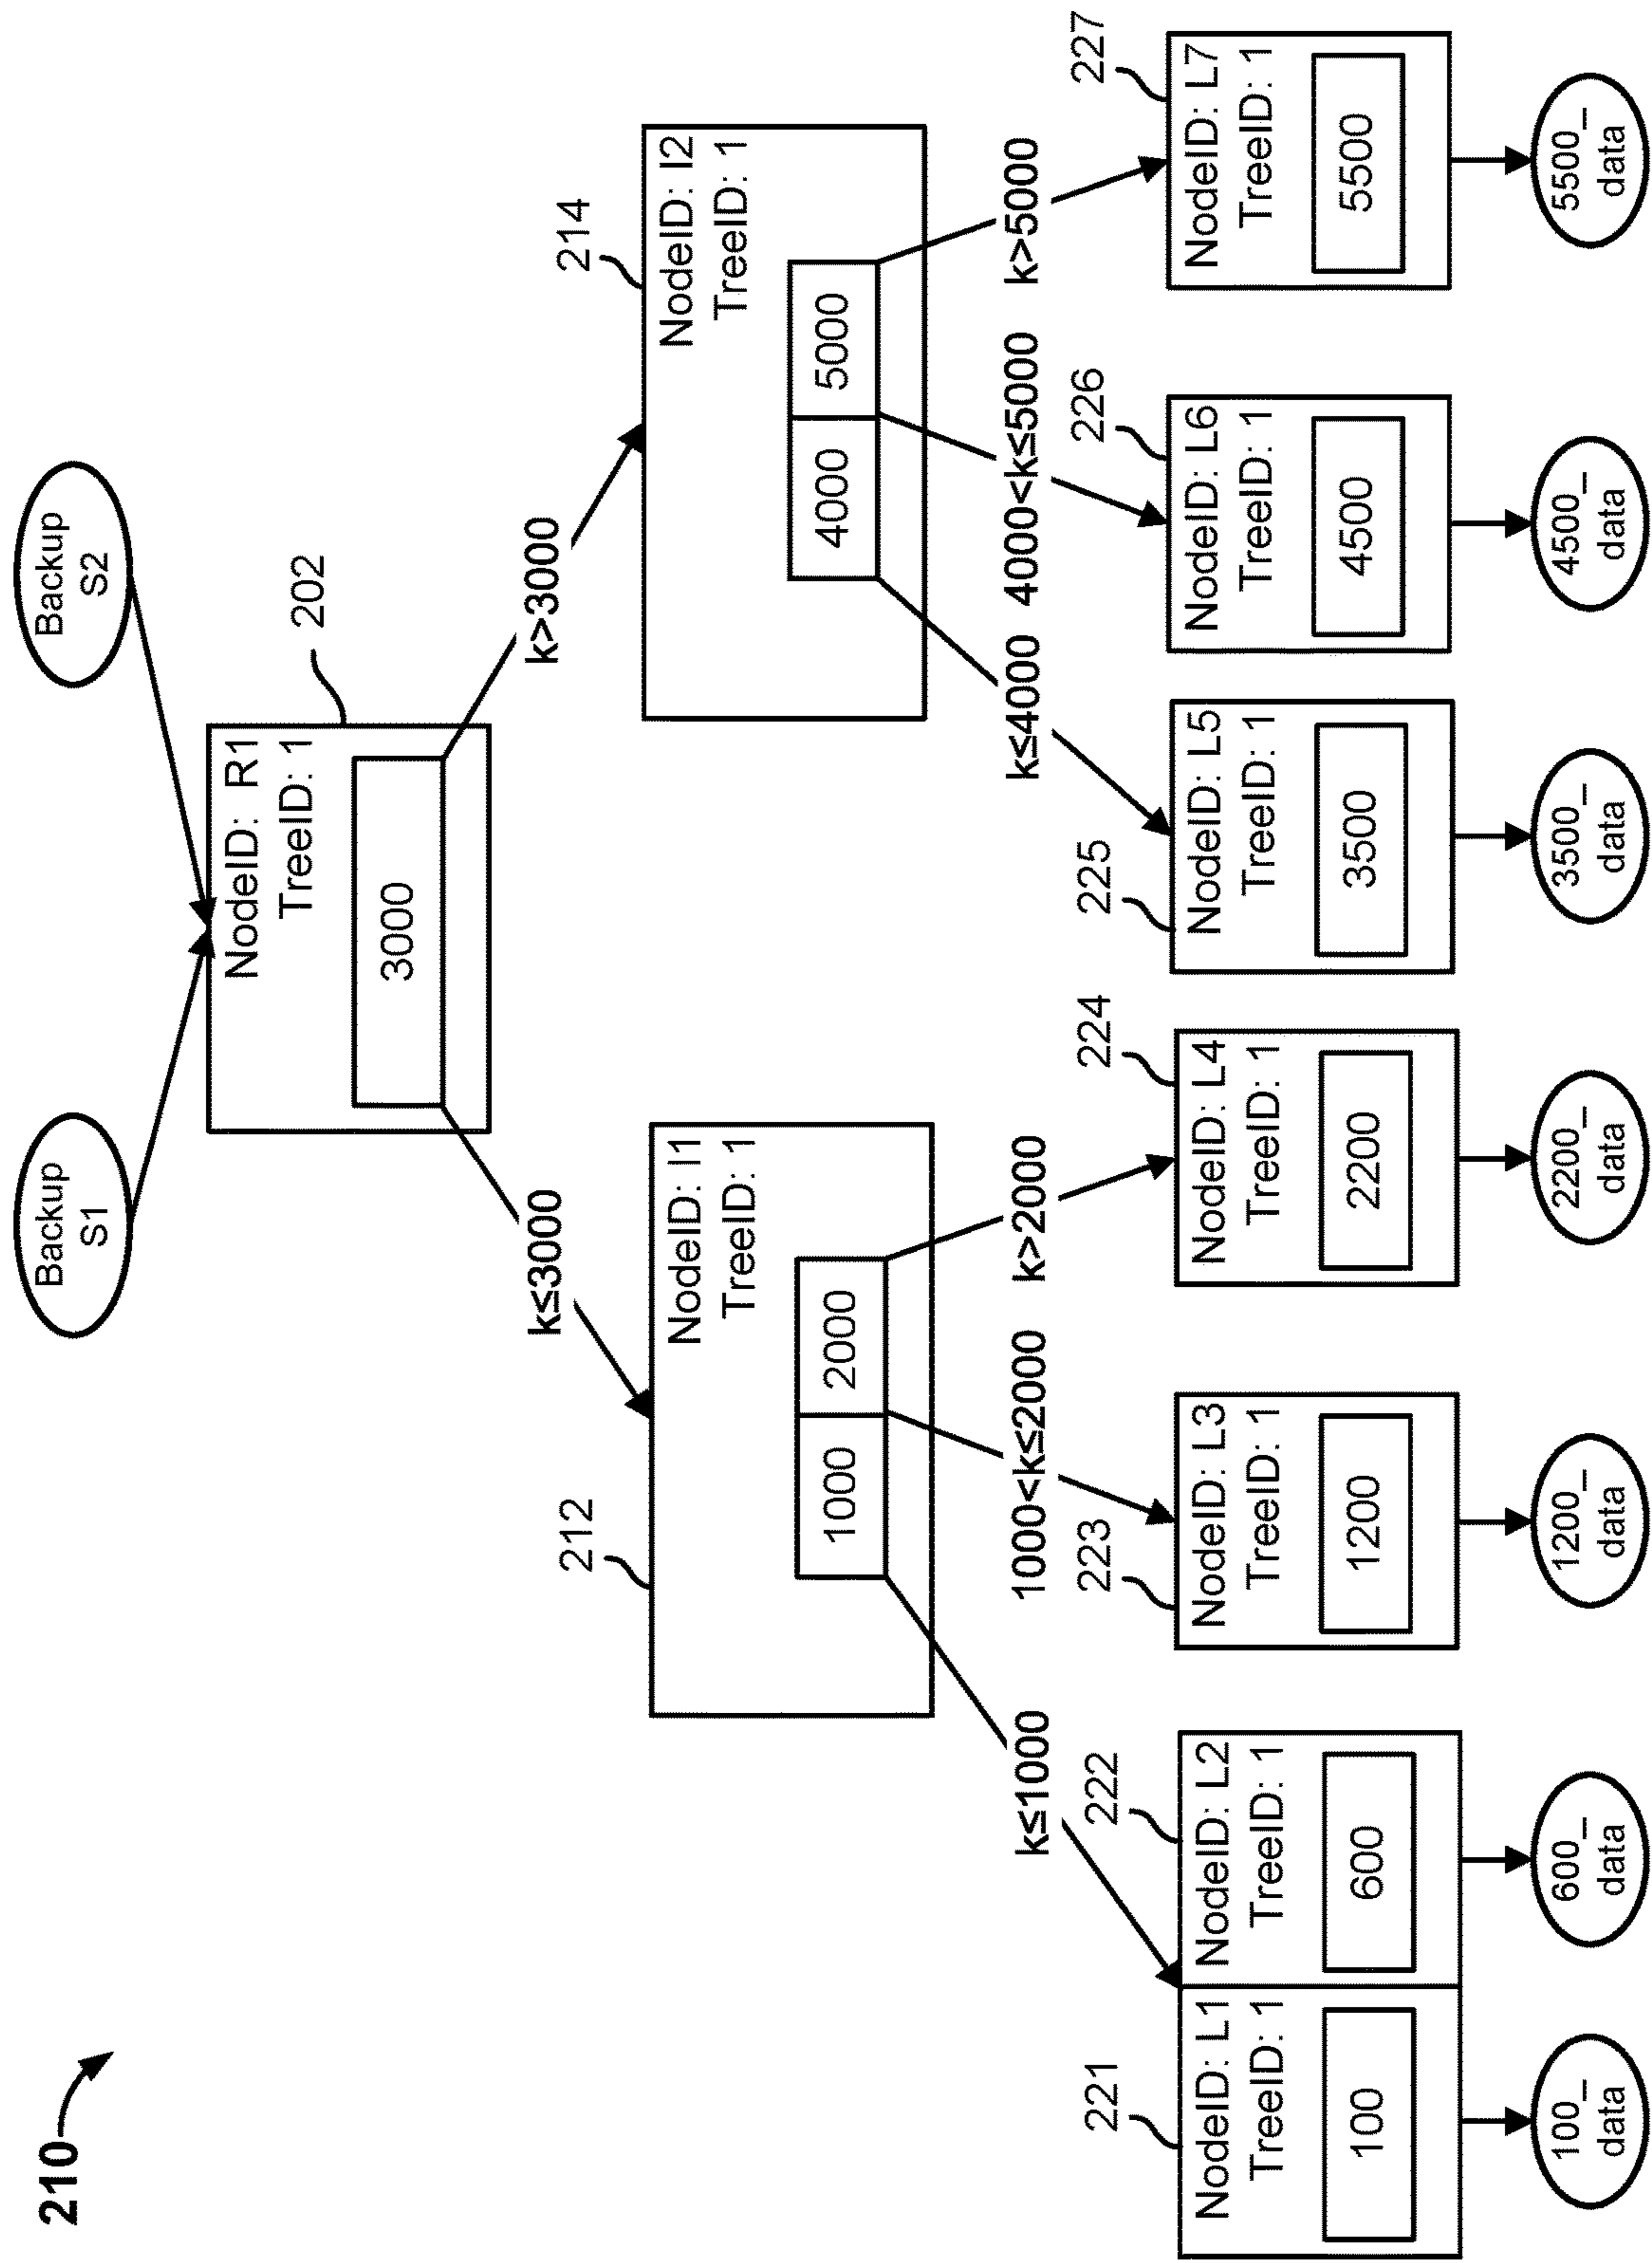 210
Backup
S1
Backup
S2
202
NodeID: R1
TreeID: 1
3000
k≤3000
k>3000
212
NodeID: I1
TreeID: 1
1000
2000
214
NodeID: I2
TreeID: 1
4000
5000
k≤1000
1000<k≤2000
k>2000
k≤4000
4000<k≤5000
k>5000
221
NodeID: L1
TreeID: 1
100
222
NodeID: L2
TreeID: 1
600
223
NodeID: L3
TreeID: 1
1200
224
NodeID: L4
TreeID: 1
2200
225
NodeID: L5
TreeID: 1
3500
226
NodeID: L6
TreeID: 1
4500
227
NodeID: L7
TreeID: 1
5500
100_
data
600_
data
1200_
data
2200_
data
3500_
data
4500_
data
5500_
data